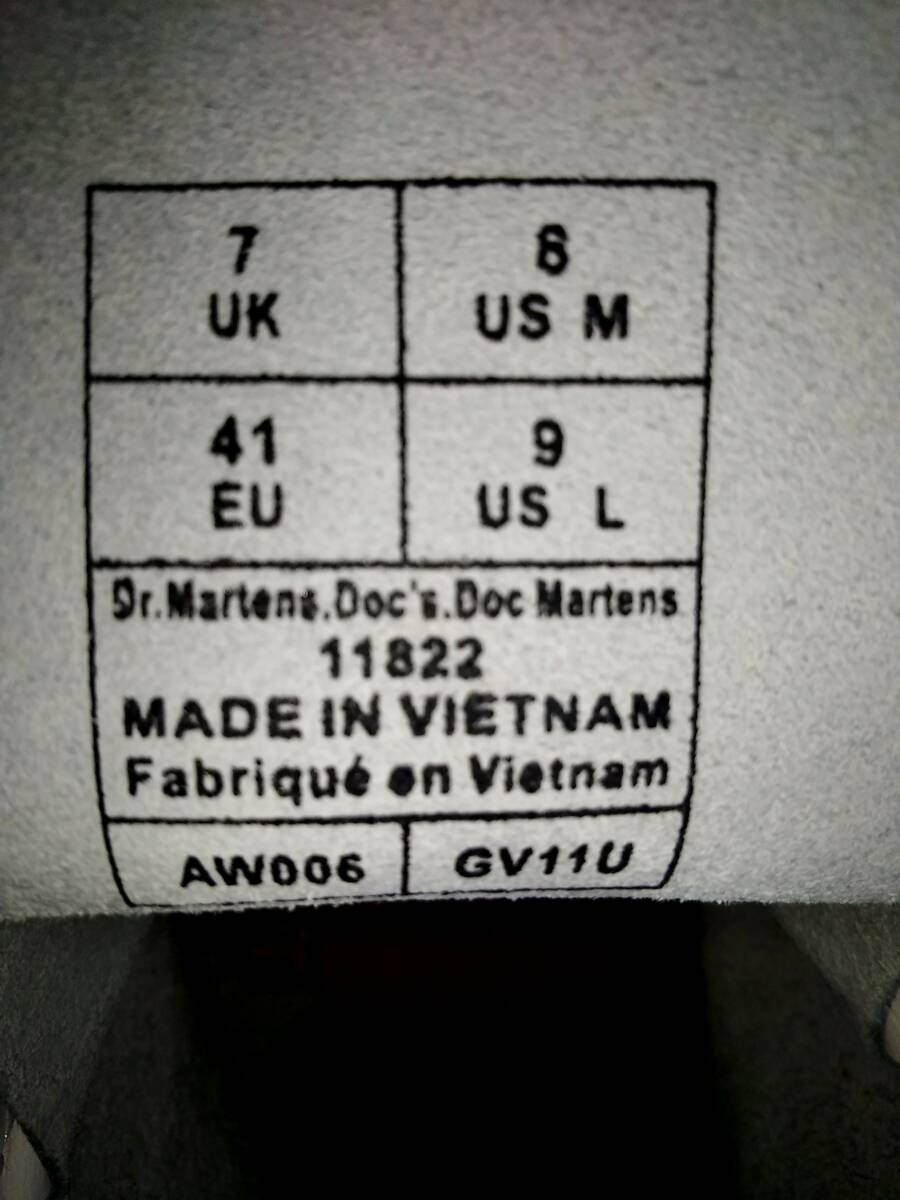 7
UK
8
US M
41
EU
9
US L
Dr.Martens.Doc's.Doc Martens
11822
MADE IN VIETNAM
Fabriqué en Vietnam
AW006
GV11U